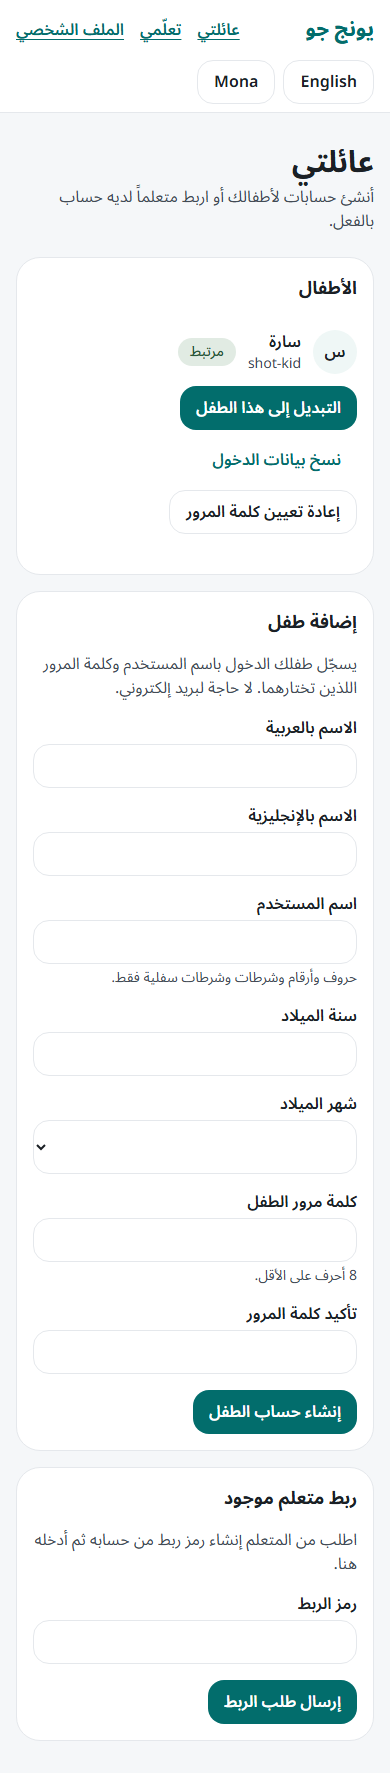 يونج جو
عائلتي
تعلّمي
الملف الشخصي
English
Mona
عائلتي
أنشئ حسابات لأطفالك أو اربط متعلماً لديه حساب
بالفعل.
الأطفال
س
سارة
shot-kid
مرتبط
التبديل إلى هذا الطفل
نسخ بيانات الدخول
إعادة تعيين كلمة المرور
إضافة طفل
يسجّل طفلك الدخول باسم المستخدم وكلمة المرور
اللذين تختارهما. لا حاجة لبريد إلكتروني.
الاسم بالعربية
الاسم بالإنجليزية
اسم المستخدم
حروف وأرقام وشرطات وشرطات سفلية فقط.
سنة الميلاد
شهر الميلاد
كلمة مرور الطفل
8 أحرف على الأقل.
تأكيد كلمة المرور
إنشاء حساب الطفل
ربط متعلم موجود
اطلب من المتعلم إنشاء رمز ربط من حسابه ثم أدخله
هنا.
رمز الربط
إرسال طلب الربط